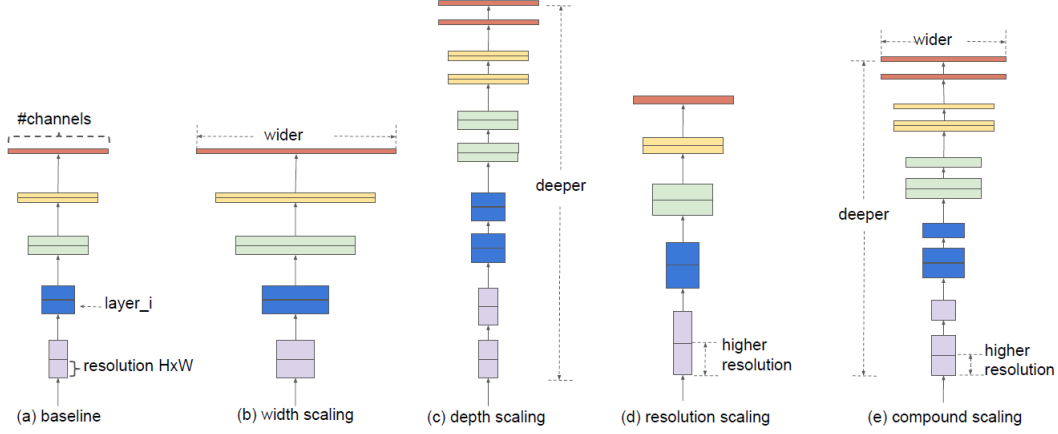 #channels
layer_i
resolution HxW
(a) baseline
wider
(b) width scaling
deeper
(c) depth scaling
higher
resolution
(d) resolution scaling
wider
deeper
higher
resolution
(e) compound scaling